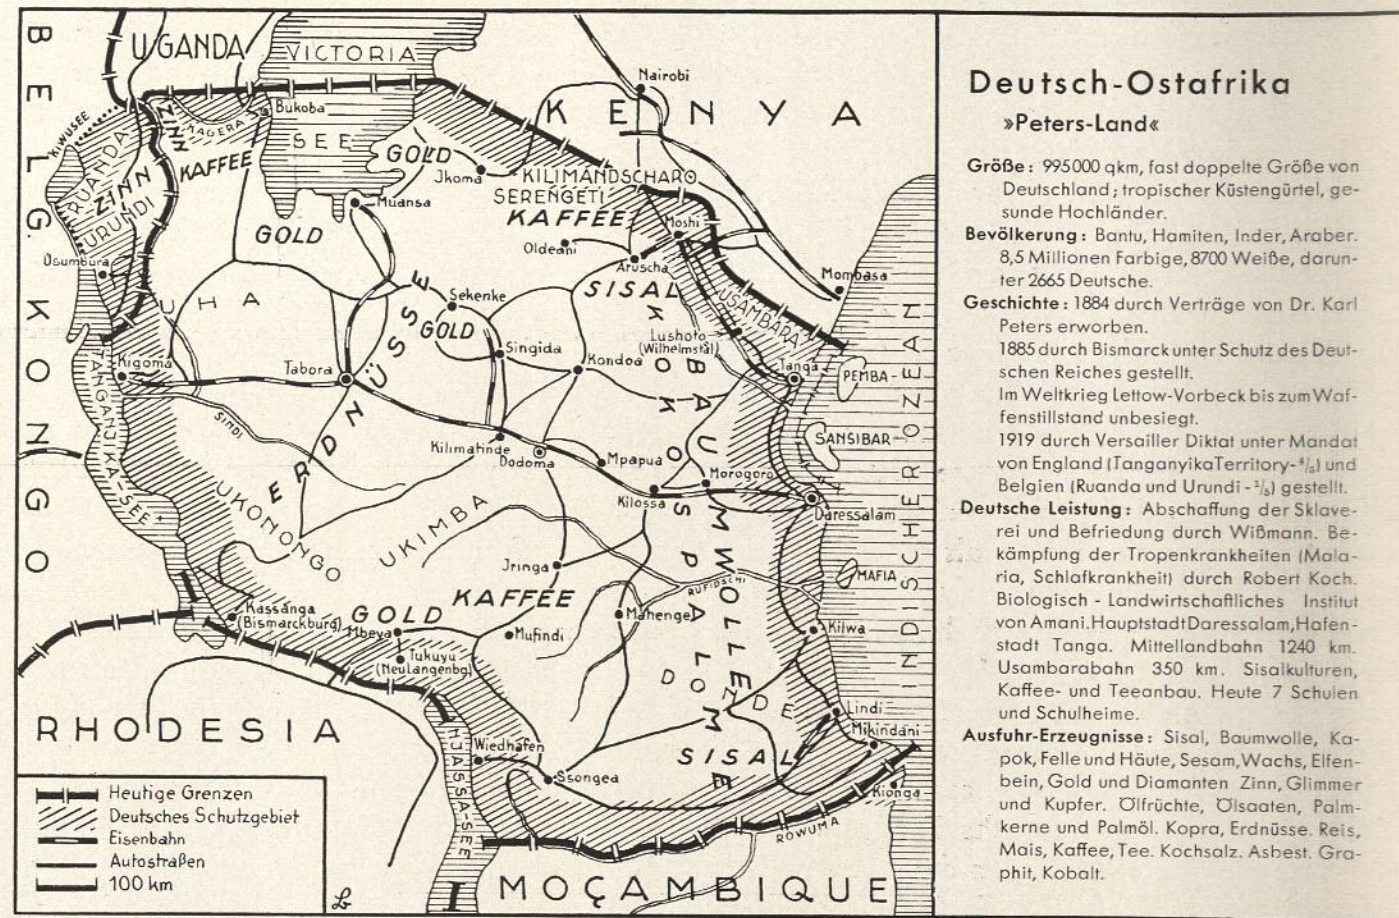 BELG. KONGO
UGANDA
VICTORIA
SEE
Nairobi
KENYA
KIWUSEE
RUANDA
ZINN
URUNDI
ZINN
KAGERA
Bukoba
KAFFEE
GOLD
Jkoma
KILIMANDSCHARO
SERENGETI
KAFFEE
Muansa
GOLD
Moshi
Oldeani
Aruscha
Usumbura
Mombasa
UHA
SISAL
USAMBARA
Sekenke
GOLD
Lushoto
(Wilhelmstal)
Singida
Kondoa
Kigoma
Tabora
Tanga
PEMBA-
TANGANJIKA-SEE
SINDI
ERDNÜSSE
KOKOSPALME
BAUMWOLLE
SANSIBAR
Kilimatinde
Dodoma
Mpapua
Morogoro
Kilossa
Daressalam
UKONONGO
UKIMBA
INDISCHER OZEAN
Jringa
RUFIDSCHI
MAFIA
Kassanga
(Bismarckburg)
GOLD
KAFFEE
Mbeya
Mufindi
Mahenge
Kilwa
Tukuyu
(Neulangenbg)
DONDE
RHODESIA
Lindi
Mikindani
Wiedhafen
SISAL
NJASSA-SEE
Ssongea
Kionga
ROWUMA
MOÇAMBIQUE
Heutige Grenzen
Deutsches Schutzgebiet
Eisenbahn
Autostraßen
100 km
Deutsch-Ostafrika
»Peters-Land«
Größe: 995000 qkm, fast doppelte Größe von
Deutschland; tropischer Küstengürtel, ge-
sunde Hochländer.
Bevölkerung: Bantu, Hamiten, Inder, Araber.
8,5 Millionen Farbige, 8700 Weiße, darun-
ter 2665 Deutsche.
Geschichte: 1884 durch Verträge von Dr. Karl
Peters erworben.
1885 durch Bismarck unter Schutz des Deut-
schen Reiches gestellt.
Im Weltkrieg Lettow-Vorbeck bis zum Waf-
fenstillstand unbesiegt.
1919 durch Versailler Diktat unter Mandat
von England (Tanganyika Territory - ⁴/₅) und
Belgien (Ruanda und Urundi - ¹/₅) gestellt.
Deutsche Leistung: Abschaffung der Sklave-
rei und Befriedung durch Wißmann. Be-
kämpfung der Tropenkrankheiten (Mala-
ria, Schlafkrankheit) durch Robert Koch.
Biologisch - Landwirtschaftliches Institut
von Amani. Hauptstadt Daressalam, Hafen-
stadt Tanga. Mittellandbahn 1240 km.
Usambarabahn 350 km. Sisalkulturen,
Kaffee- und Teeanbau. Heute 7 Schulen
und Schulheime.
Ausfuhr-Erzeugnisse: Sisal, Baumwolle, Ka-
pok, Felle und Häute, Sesam, Wachs, Elfen-
bein, Gold und Diamanten Zinn, Glimmer
und Kupfer. Ölfrüchte, Ölsaaten, Palm-
kerne und Palmöl. Kopra, Erdnüsse. Reis,
Mais, Kaffee, Tee. Kochsalz. Asbest. Gra-
phit, Kobalt.